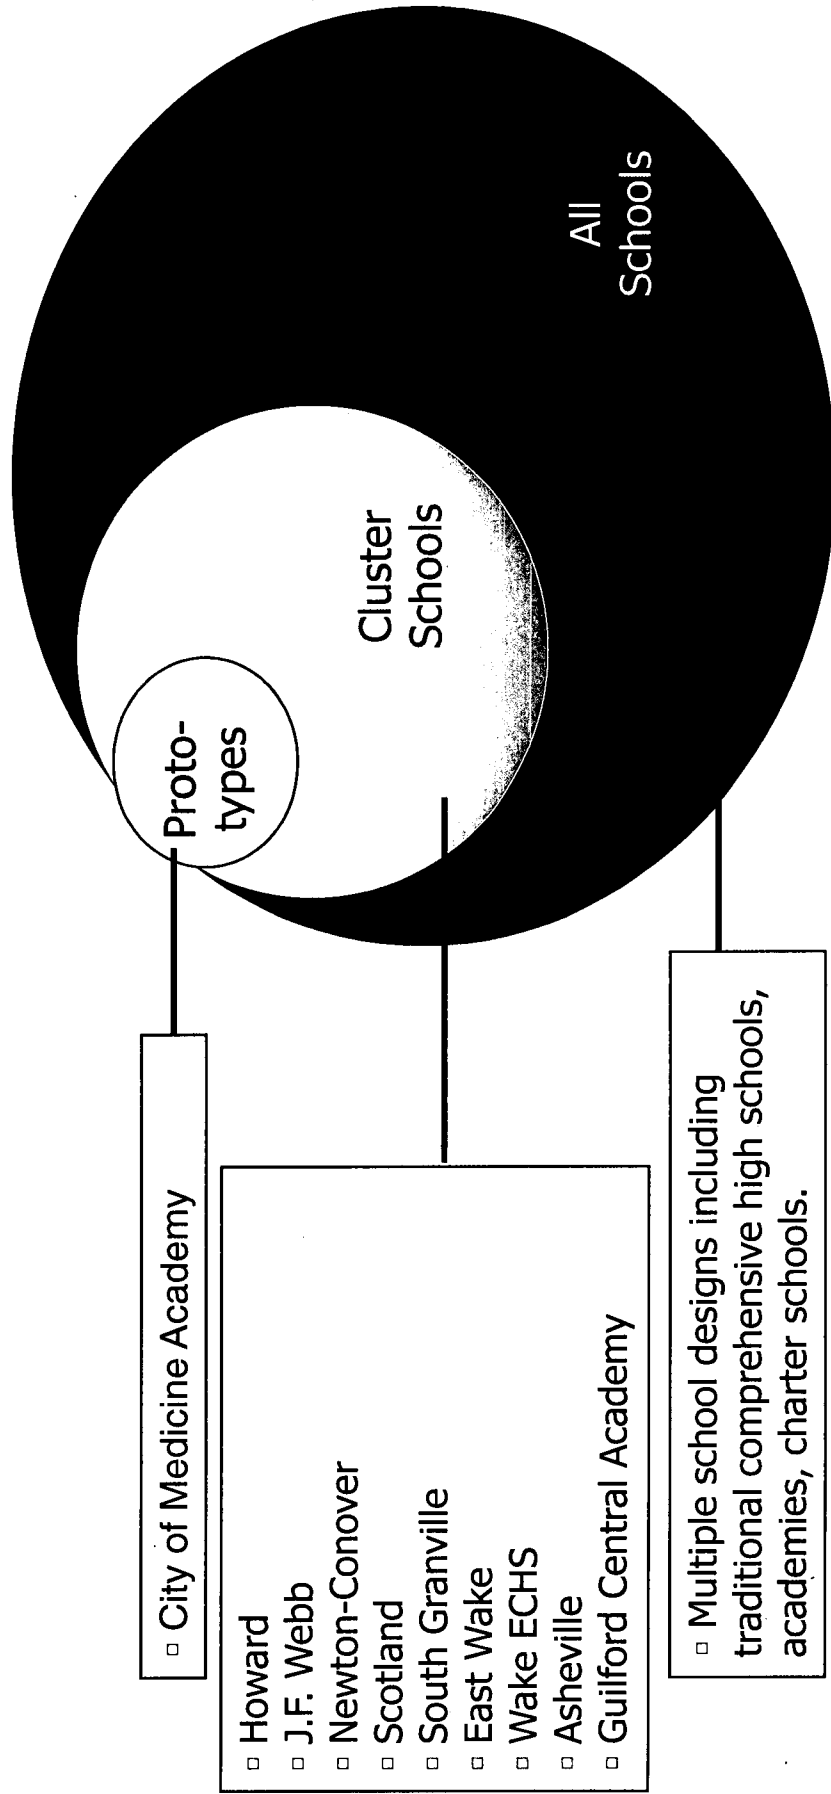 ▫ City of Medicine Academy
▫ Howard
▫ J.F. Webb
▫ Newton-Conover
▫ Scotland
▫ South Granville
▫ East Wake
▫ Wake ECHS
▫ Asheville
▫ Guilford Central Academy
▫ Multiple school designs including
traditional comprehensive high schools,
academies, charter schools.
Proto-
types
Cluster
Schools
All
Schools